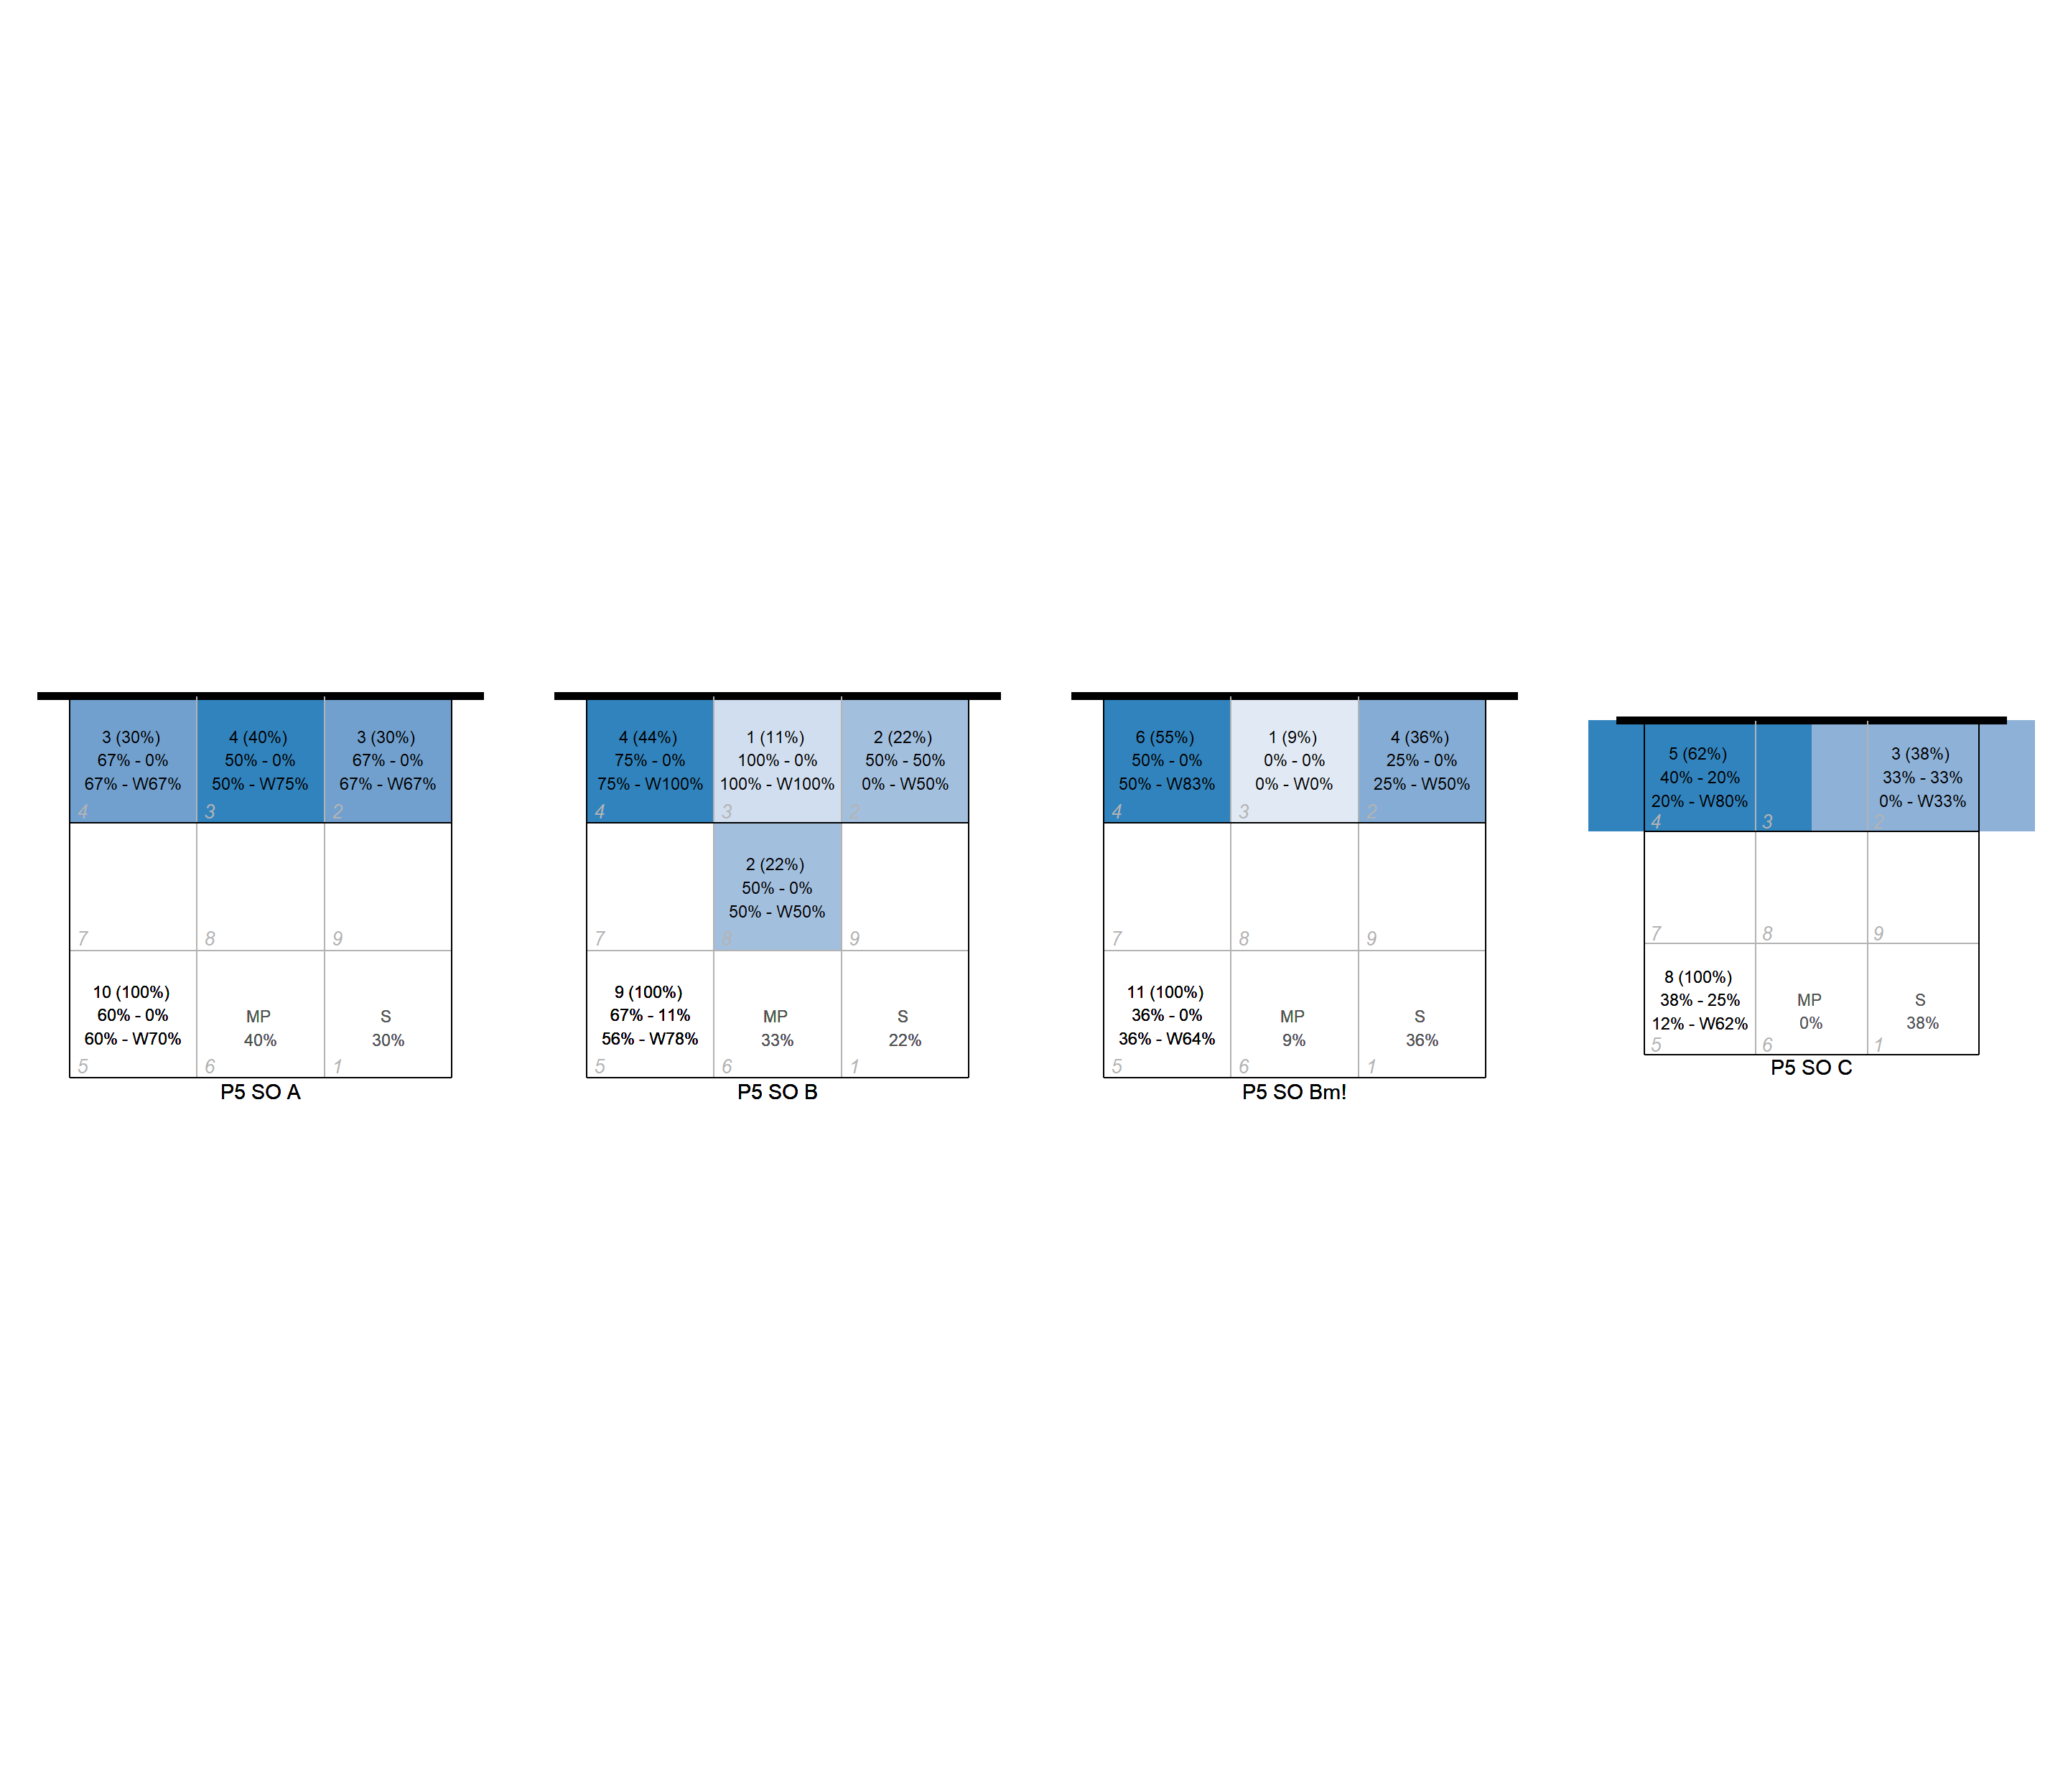 3 (30%)
67% - 0%
67% - W67%
4
4 (40%)
50% - 0%
50% - W75%
3
3 (30%)
67% - 0%
67% - W67%
2
7
8
9
10 (100%)
60% - 0%
60% - W70%
5
MP
40%
6
S
30%
1
P5 SO A
4 (44%)
75% - 0%
75% - W100%
4
1 (11%)
100% - 0%
100% - W100%
3
2 (22%)
50% - 50%
0% - W50%
2
7
2 (22%)
50% - 0%
50% - W50%
8
9
9 (100%)
67% - 11%
56% - W78%
5
MP
33%
6
S
22%
1
P5 SO B
6 (55%)
50% - 0%
50% - W83%
4
1 (9%)
0% - 0%
0% - W0%
3
4 (36%)
25% - 0%
25% - W50%
2
7
8
9
11 (100%)
36% - 0%
36% - W64%
5
MP
9%
6
S
36%
1
P5 SO Bm!
5 (62%)
40% - 20%
20% - W80%
4
3
3 (38%)
33% - 33%
0% - W33%
2
7
8
9
8 (100%)
38% - 25%
12% - W62%
5
MP
0%
6
S
38%
1
P5 SO C